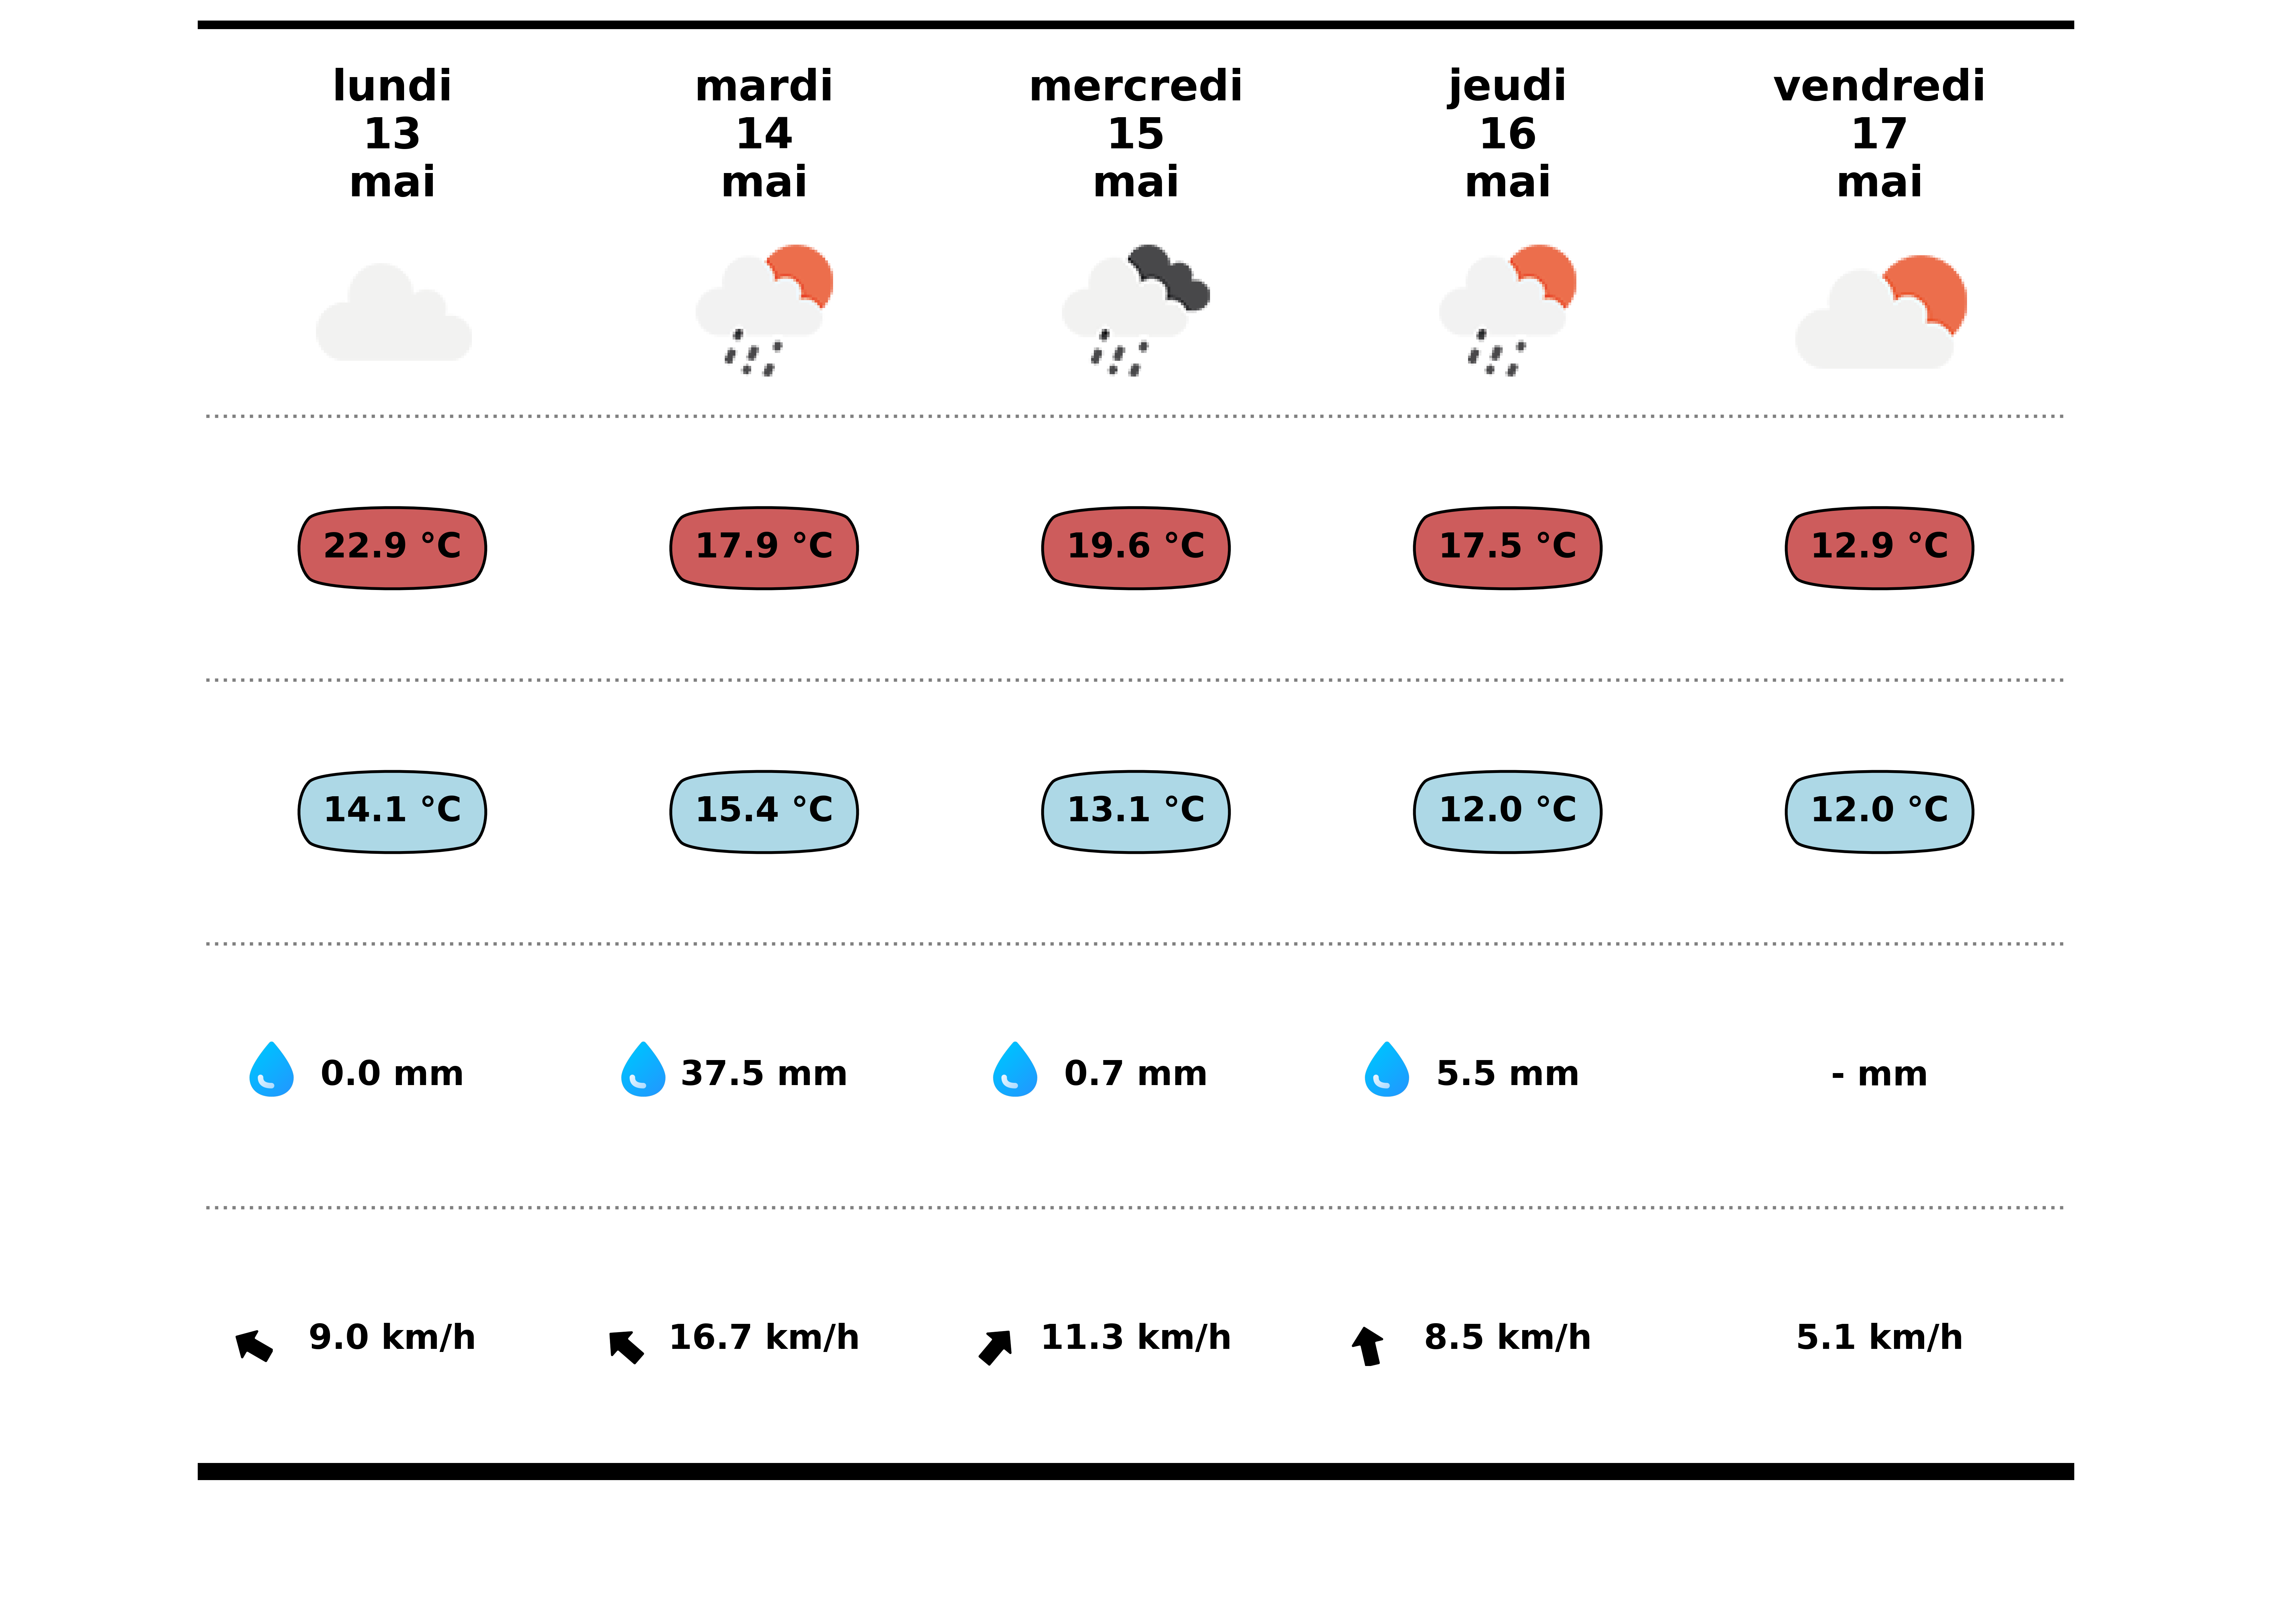 lundi mardi mercredi jeudi vendredi
13 14 15 16 17
mai mai mai mai mai
22.9 °C 17.9 °C 19.6 °C 17.5 °C 12.9 °C
14.1 °C 15.4 °C 13.1 °C 12.0 °C 12.0 °C
0.0 mm 37.5 mm 0.7 mm 5.5 mm - mm
9.0 km/h 16.7 km/h 11.3 km/h 8.5 km/h 5.1 km/h